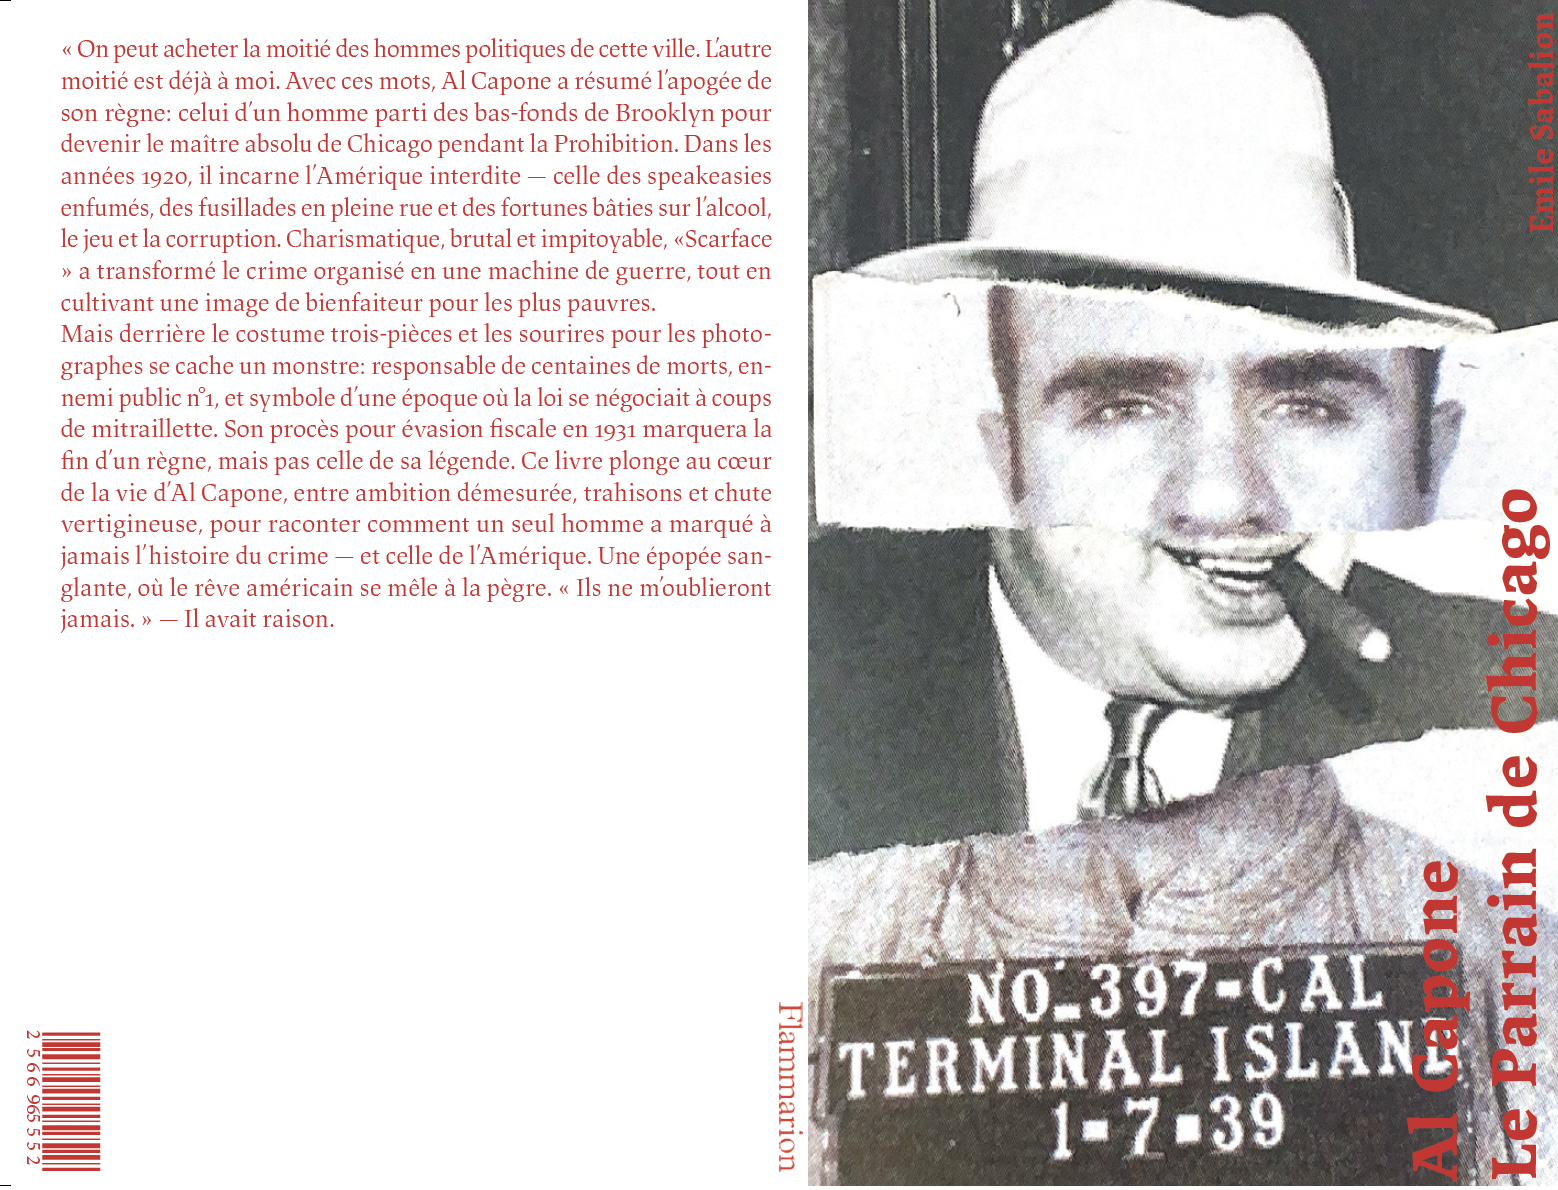 « On peut acheter la moitié des hommes politiques de cette ville. L'autre
moitié est déjà à moi. Avec ces mots, Al Capone a résumé l'apogée de
son règne: celui d'un homme parti des bas-fonds de Brooklyn pour
devenir le maître absolu de Chicago pendant la Prohibition. Dans les
années 1920, il incarne l'Amérique interdite — celle des speakeasies
enfumés, des fusillades en pleine rue et des fortunes bâties sur l'alcool,
le jeu et la corruption. Charismatique, brutal et impitoyable, «Scarface
» a transformé le crime organisé en une machine de guerre, tout en
cultivant une image de bienfaiteur pour les plus pauvres.
Mais derrière le costume trois-pièces et les sourires pour les photo-
graphes se cache un monstre: responsable de centaines de morts, en-
nemi public n°1, et symbole d'une époque où la loi se négociait à coups
de mitraillette. Son procès pour évasion fiscale en 1931 marquera la
fin d'un règne, mais pas celle de sa légende. Ce livre plonge au cœur
de la vie d'Al Capone, entre ambition démesurée, trahisons et chute
vertigineuse, pour raconter comment un seul homme a marqué à
jamais l'histoire du crime — et celle de l'Amérique. Une épopée san-
glante, où le rêve américain se mêle à la pègre. « Ils ne m'oublieront
jamais. » — Il avait raison.
2 566 6 965 5 5 2
Flammarion
Emile Sabalion
Al Capone
Le Parrain de Chicago
NO-397-CAL
TERMINAL ISLAND
1-7-39